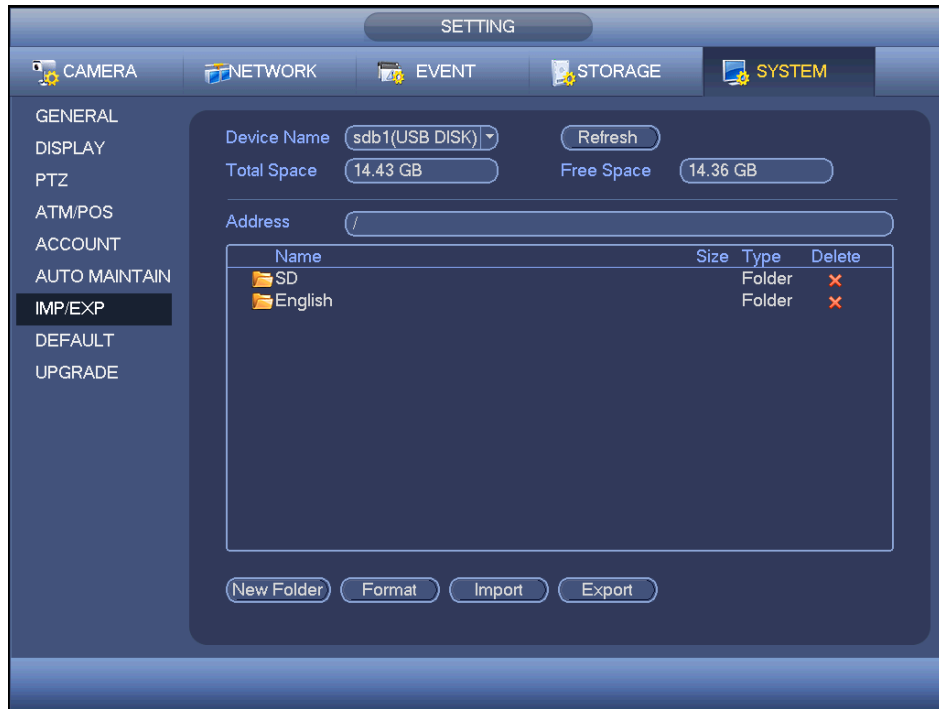 SETTING
CAMERA NETWORK EVENT STORAGE SYSTEM
GENERAL
DISPLAY
PTZ
ATM/POS
ACCOUNT
AUTO MAINTAIN
IMP/EXP
DEFAULT
UPGRADE
Device Name sdb1(USB DISK) Refresh
Total Space 14.43 GB Free Space 14.36 GB
Address /
Name Size Type Delete
SD Folder
English Folder
New Folder Format Import Export